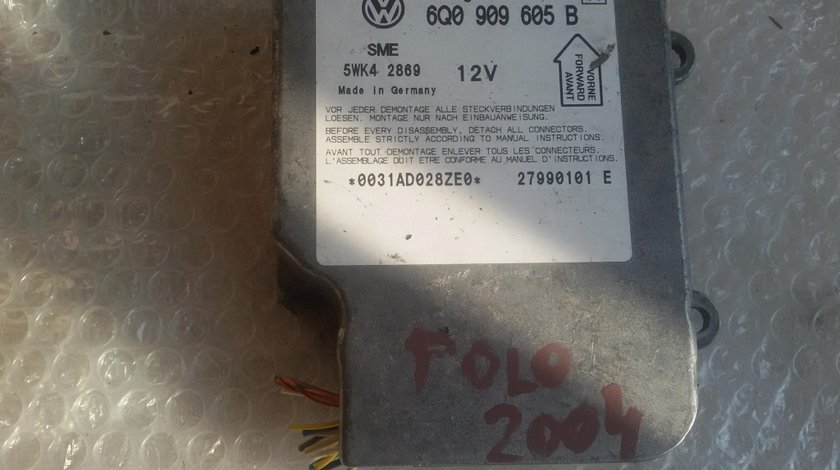 6Q0 909 605 B
SME
5WK4 2869 12V
Made in Germany
VORNE
FORWARD
AVANT
VOR JEDER DEMONTAGE ALLE STECKVERBINDUNGEN
LOESEN. MONTAGE NUR NACH EINBAUANWEISUNG.
BEFORE EVERY DISASSEMBLY, DETACH ALL CONNECTORS.
ASSEMBLE STRICTLY ACCORDING TO MANUAL INSTRUCTIONS.
AVANT TOUT DEMONTAGE ENLEVER TOUS LES CONNECTEURS.
L'ASSEMBLAGE DOIT ETRE CONFORME AU MANUEL D'INSTRUCTIONS.
*0031AD028ZE0* 27990101 E
POLO
2004